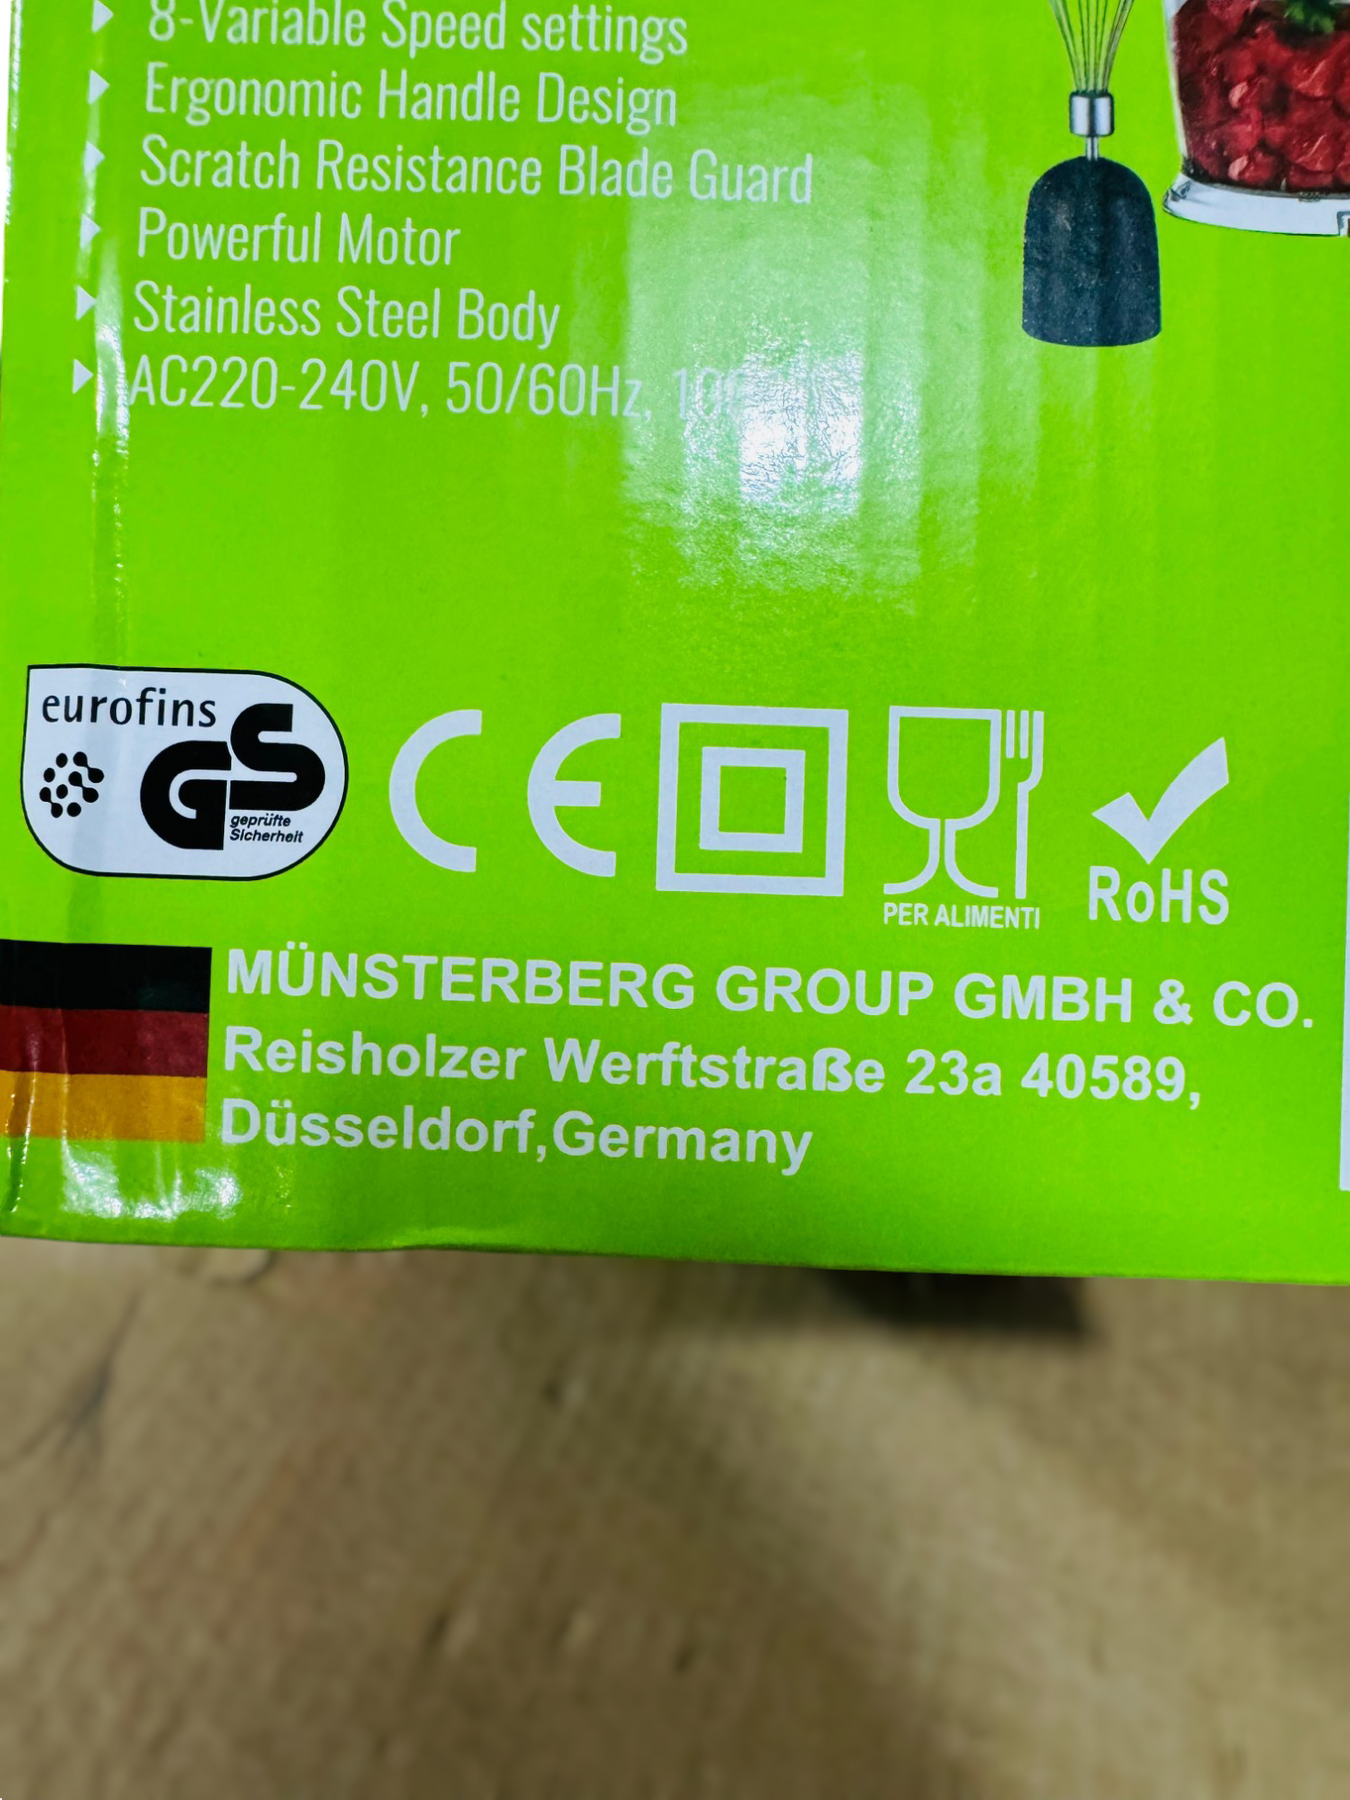 8-Variable Speed settings
Ergonomic Handle Design
Scratch Resistance Blade Guard
Powerful Motor
Stainless Steel Body
AC220-240V, 50/60Hz,
eurofins
GS
geprüfte
Sicherheit
CE
PER ALIMENTI
RoHS
MÜNSTERBERG GROUP GMBH & CO.
Reisholzer Werftstraße 23a 40589,
Düsseldorf,Germany